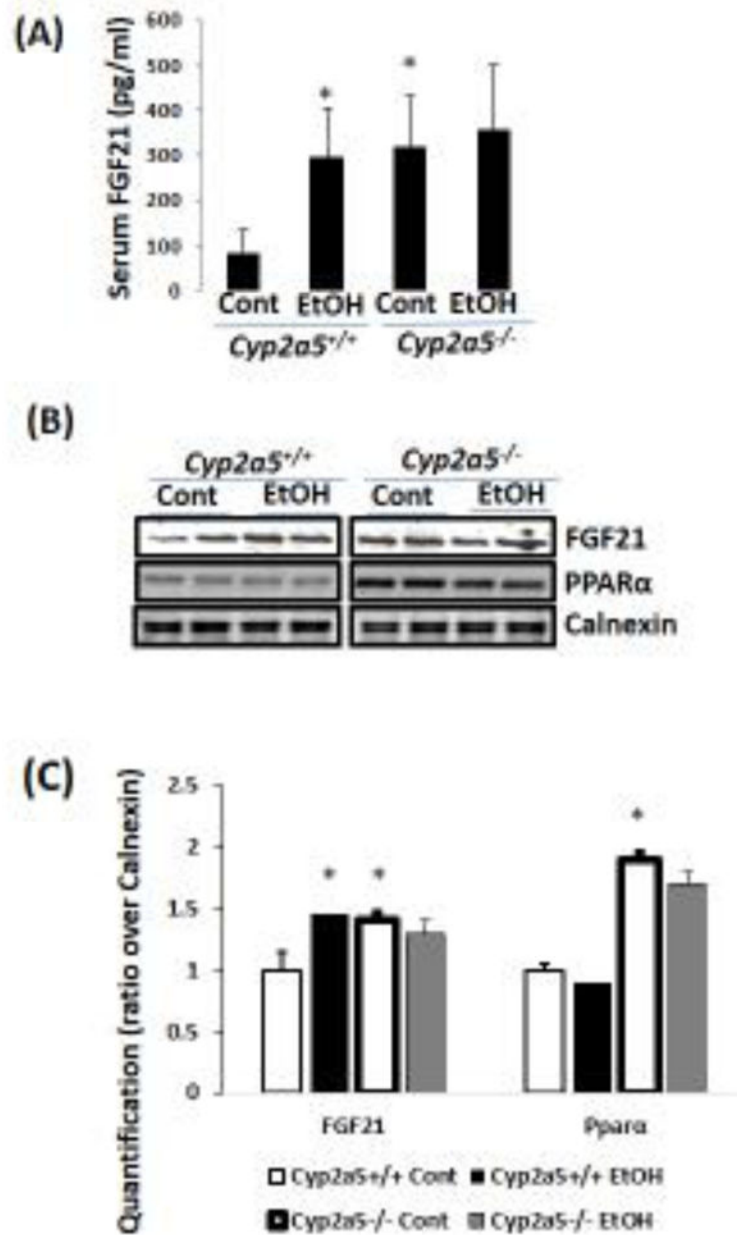 (A)
Serum FGF21 (pg/ml)
600
500
400
300
200
100
0
*
*
Cont EtOH Cont EtOH
Cyp2a5+/+ Cyp2a5-/-
(B)
Cyp2a5+/+ Cyp2a5-/-
Cont EtOH Cont EtOH
FGF21
PPARα
Calnexin
(C)
Quantification (ratio over Calnexin)
2.5
2
1.5
1
0.5
0
* * *
FGF21 Pparα
Cyp2a5+/+ Cont Cyp2a5+/+ EtOH
Cyp2a5-/- Cont Cyp2a5-/- EtOH